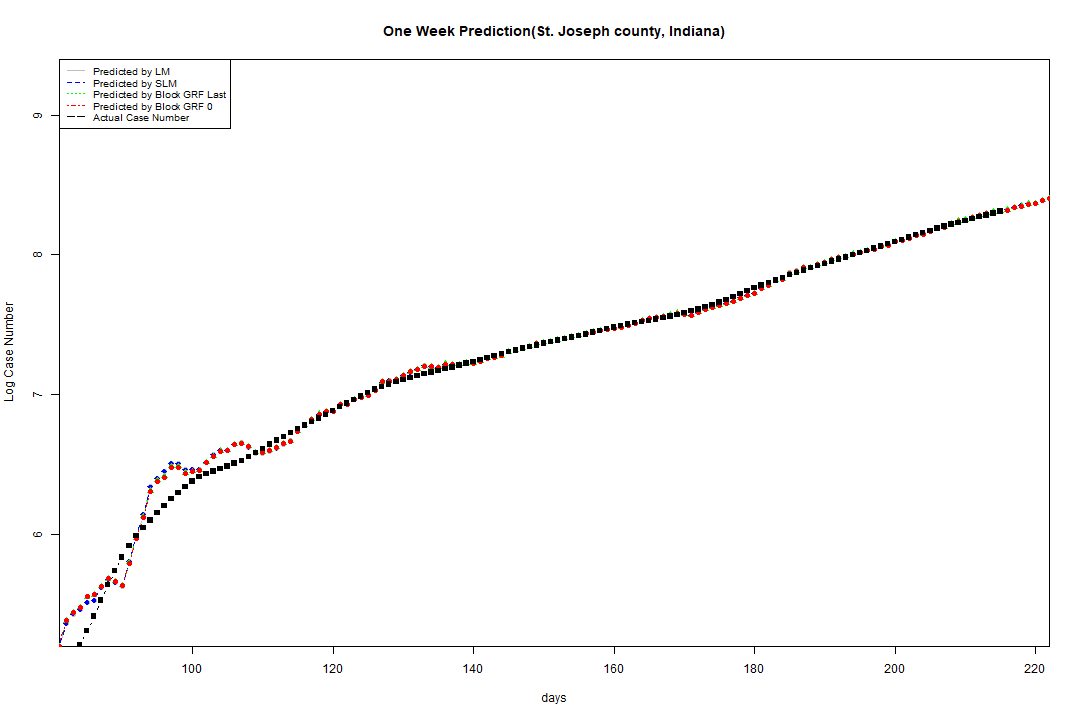 One Week Prediction(St. Joseph county, Indiana)
Predicted by LM
Predicted by SLM
Predicted by Block GRF Last
Predicted by Block GRF 0
Actual Case Number
9
8
7
6
Log Case Number
100 120 140 160 180 200 220
days